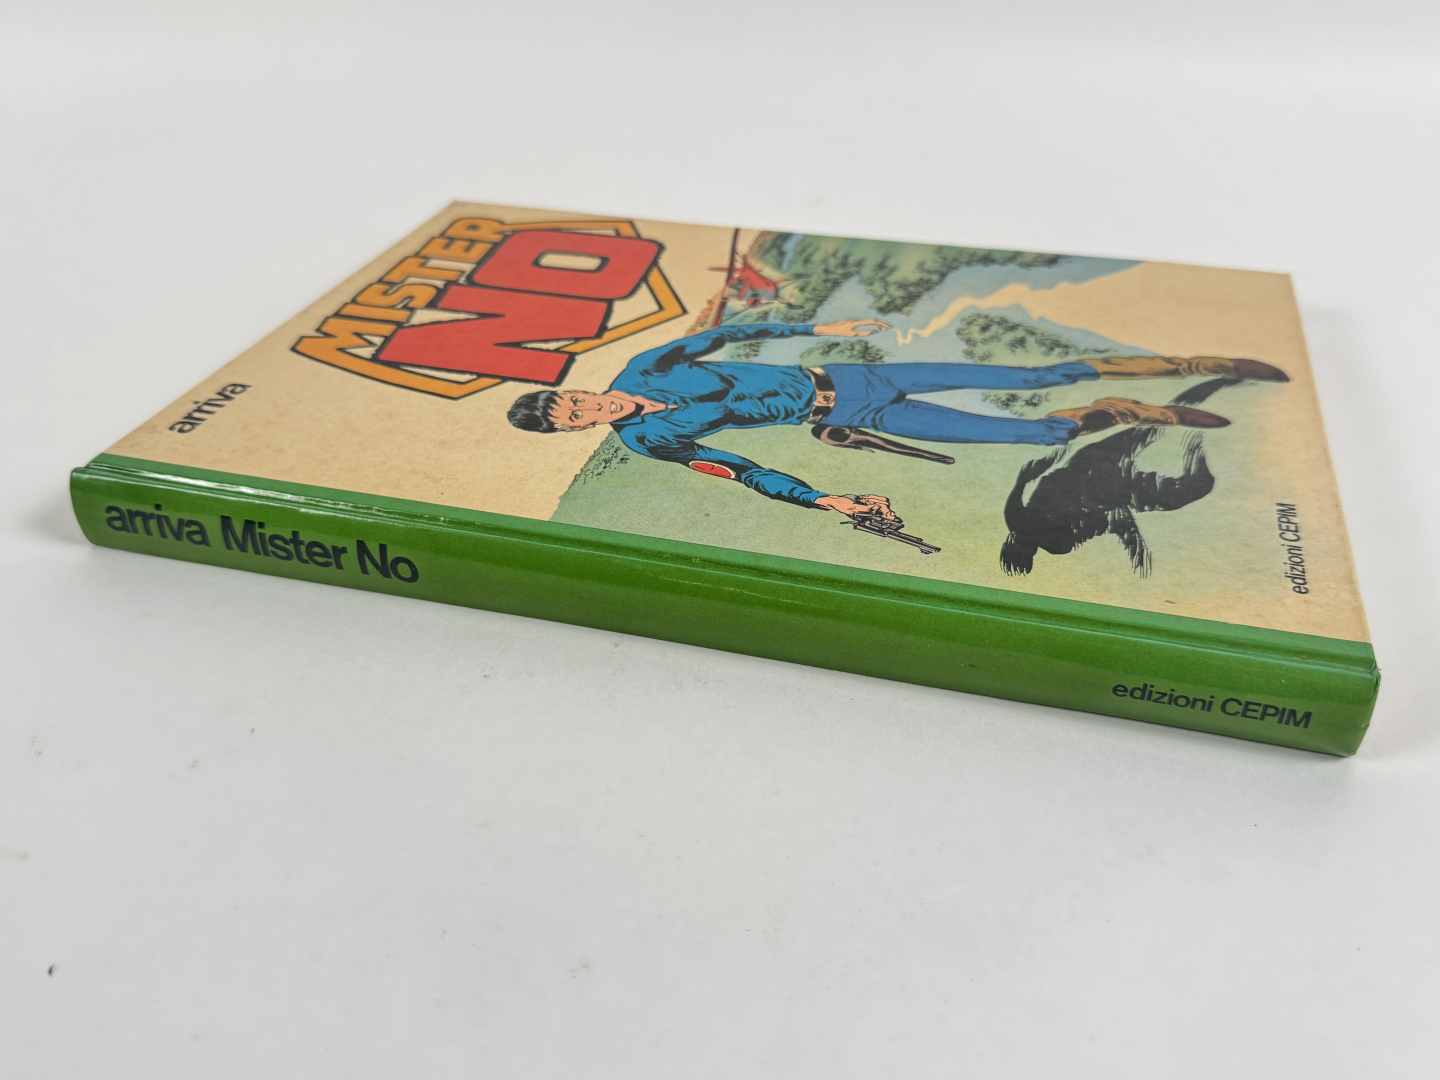 arriva
MISTER
NO
edizioni CEPIM
arriva Mister No
edizioni CEPIM